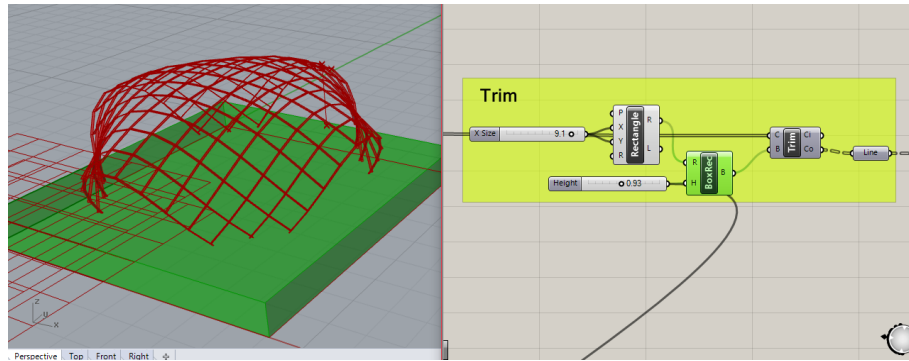 Trim
X Size 9.1
P
X
Y
R
Rectangle
R
L
Height 0.93
R
H
BoxRec
B
C
B
Trim
Ci
Co
Line
z
y
x
Perspective Top Front Right